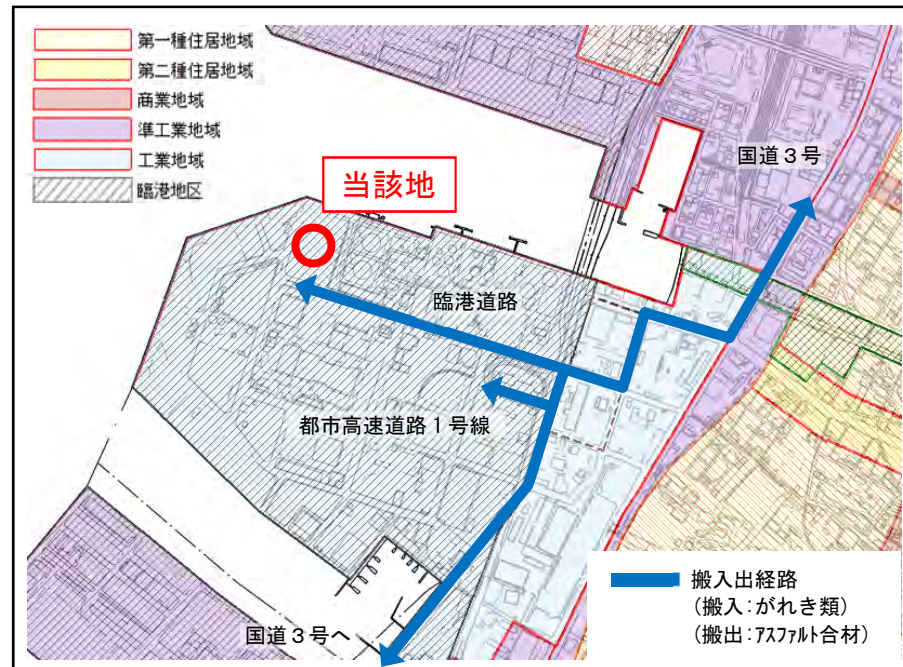 第一種住居地域
第二種住居地域
商業地域
準工業地域
工業地域
臨港地区
当該地
国道３号
臨港道路
都市高速道路１号線
国道３号へ
搬入出経路
(搬入：がれき類)
(搬出：ｱｽﾌｧﾙﾄ合材)